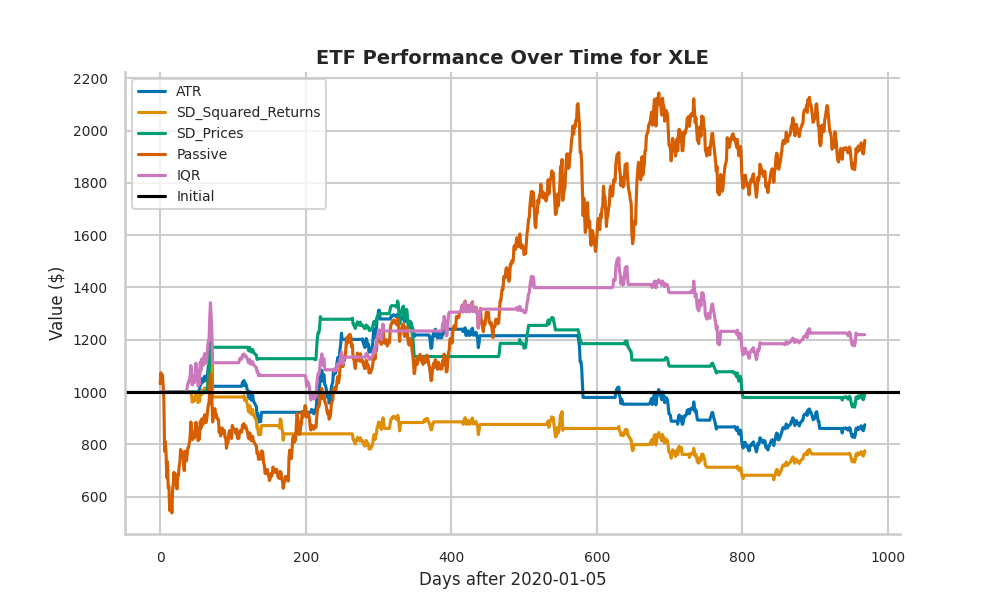 ETF Performance Over Time for XLE
ATR
SD_Squared_Returns
SD_Prices
Passive
IQR
Initial
Value ($)
2200
2000
1800
1600
1400
1200
1000
800
600
0 200 400 600 800 1000
Days after 2020-01-05